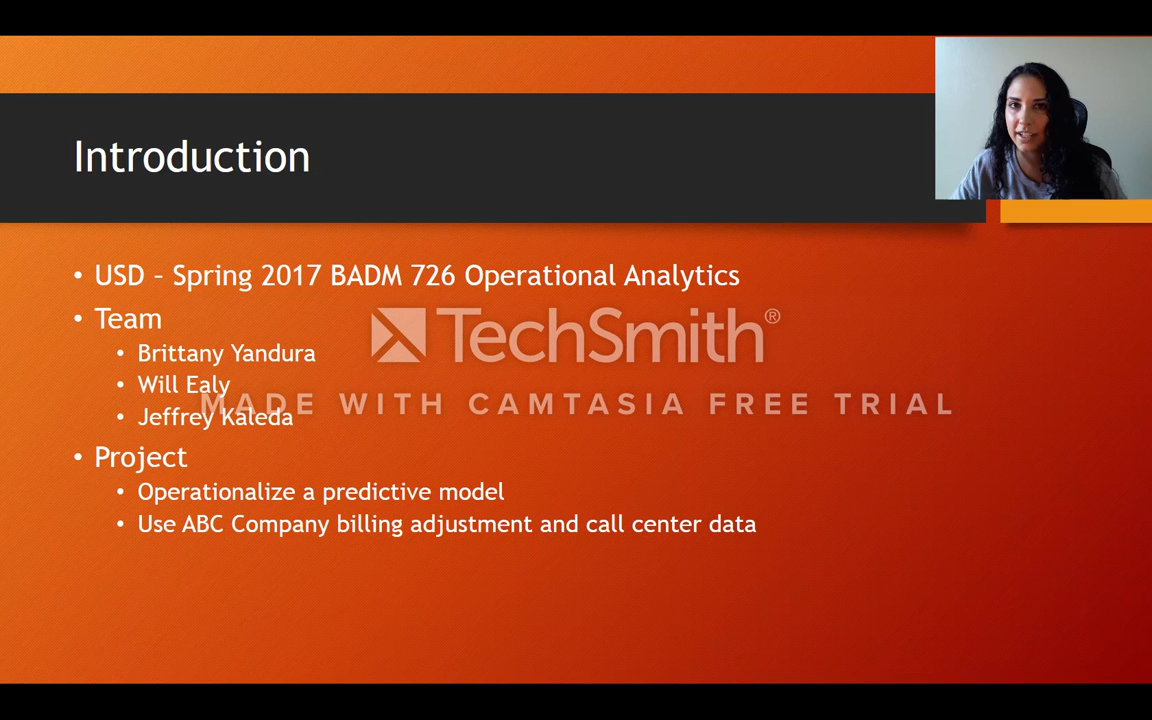 Introduction
• USD – Spring 2017 BADM 726 Operational Analytics
• Team
• Brittany Yandura
• Will Ealy
• Jeffrey Kaleda
• Project
• Operationalize a predictive model
• Use ABC Company billing adjustment and call center data
TechSmith®
MADE WITH CAMTASIA FREE TRIAL